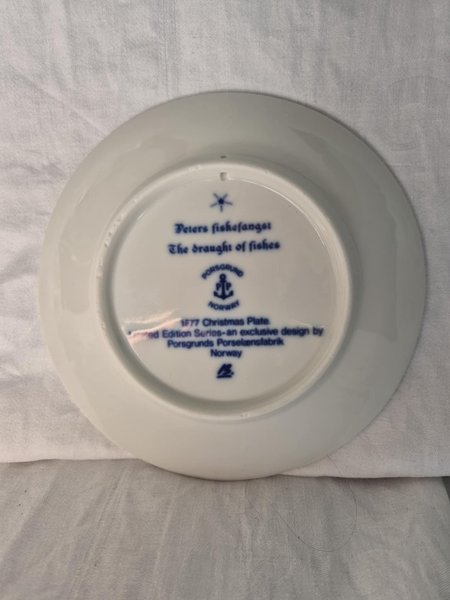 Peters fiskefangst
The draught of fishes
PORSGRUND
P P
NORWAY
1977 Christmas Plate
Limited Edition Series-an exclusive design by
Porsgrunds Porselænsfabrik
Norway